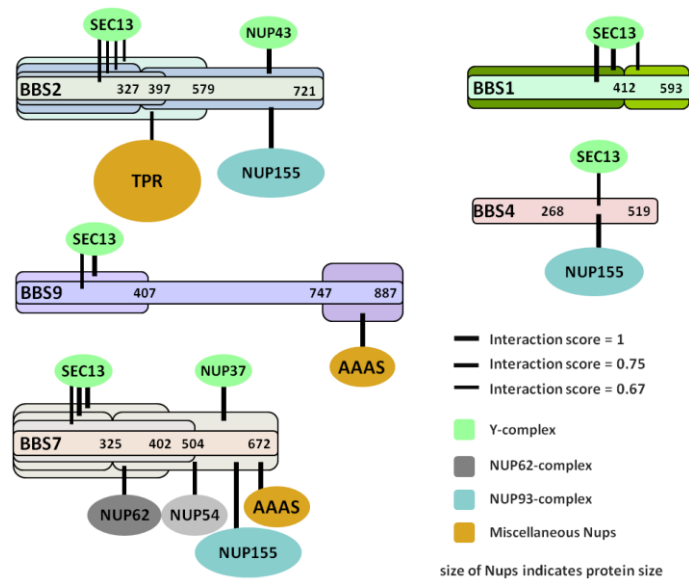 SEC13
NUP43
BBS2
327
397
579
721
TPR
NUP155
SEC13
BBS1
412
593
SEC13
BBS4
268
519
NUP155
SEC13
BBS9
407
747
887
AAAS
SEC13
NUP37
BBS7
325
402
504
672
NUP62
NUP54
AAAS
NUP155
Interaction score = 1
Interaction score = 0.75
Interaction score = 0.67
Y-complex
NUP62-complex
NUP93-complex
Miscellaneous Nups
size of Nups indicates protein size